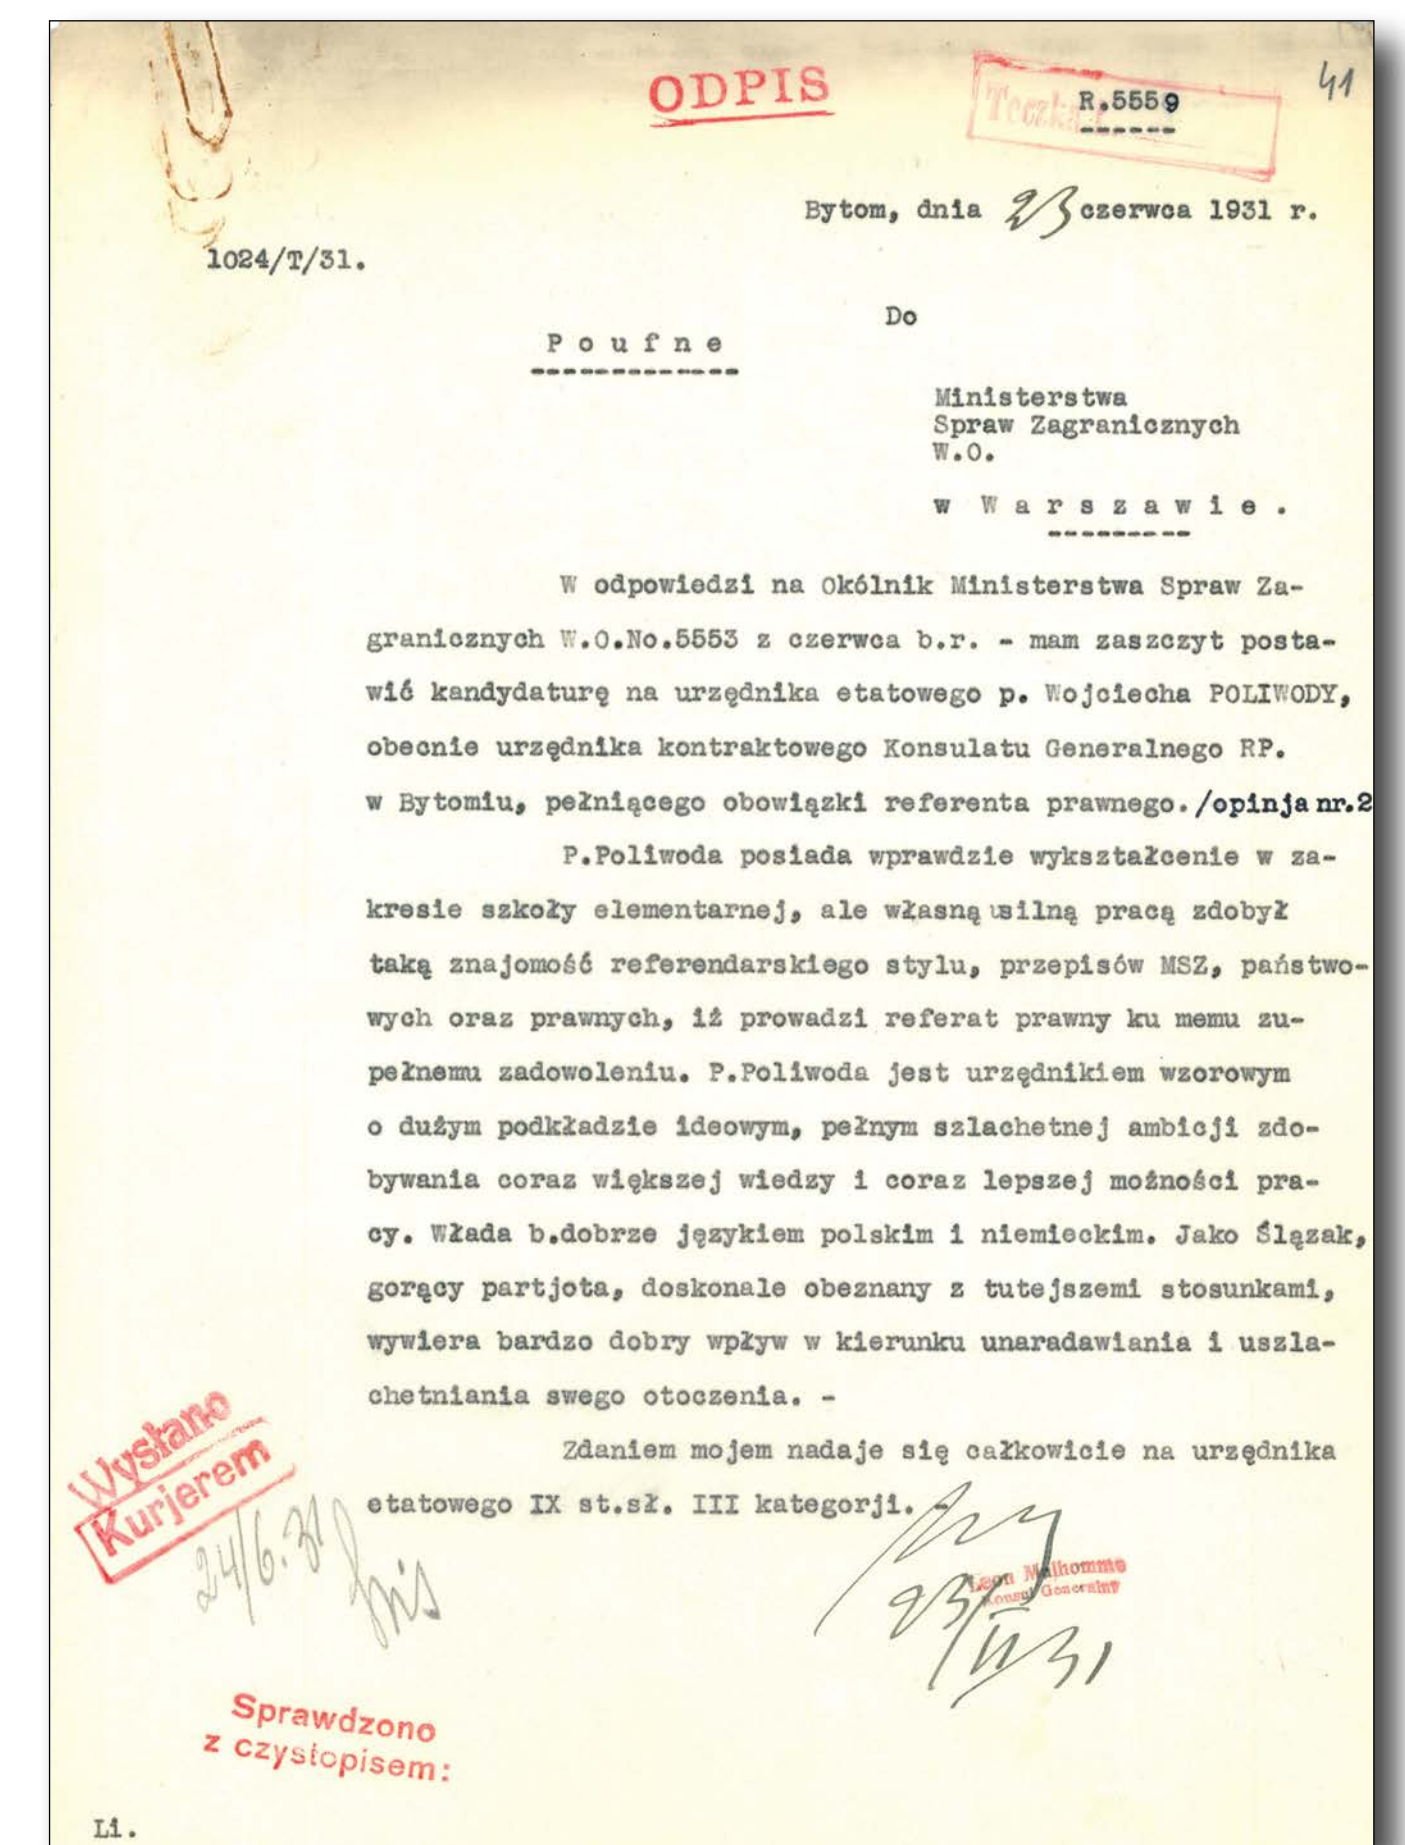 ODPIS
Teczka
R.5559
41
Bytom, dnia 23 czerwca 1931 r.
1024/T/31.
Do
Poufne
Ministerstwa
Spraw Zagranicznych
W.O.
w Warszawie.
W odpowiedzi na Okólnik Ministerstwa Spraw Za-
granicznych W.O.No.5553 z czerwca b.r. - mam zaszczyt posta-
wić kandydaturę na urzędnika etatowego p. Wojciecha POLIWODY,
obecnie urzędnika kontraktowego Konsulatu Generalnego RP.
w Bytomiu, pełniącego obowiązki referenta prawnego./opinja nr.2
P.Poliwoda posiada wprawdzie wykształcenie w za-
kresie szkoły elementarnej, ale własną usilną pracą zdobył
taką znajomość referendarskiego stylu, przepisów MSZ, państwo-
wych oraz prawnych, iż prowadzi referat prawny ku memu zu-
pełnemu zadowoleniu. P.Poliwoda jest urzędnikiem wzorowym
o dużym podkładzie ideowym, pełnym szlachetnej ambicji zdo-
bywania coraz większej wiedzy i coraz lepszej możności pra-
cy. Włada b.dobrze językiem polskim i niemieckim. Jako Ślązak,
gorący partjota, doskonale obeznany z tutejszemi stosunkami,
wywiera bardzo dobry wpływ w kierunku unaradawiania i uszla-
chetniania swego otoczenia. -
Zdaniem mojem nadaje się całkowicie na urzędnika
etatowego IX st.sł. III kategorji. -
Wysłano
Kurjerem
24/6.31
Leon Malhomme
Konsul Generalny
23/VI 31
Sprawdzono
z czystopisem:
Li.